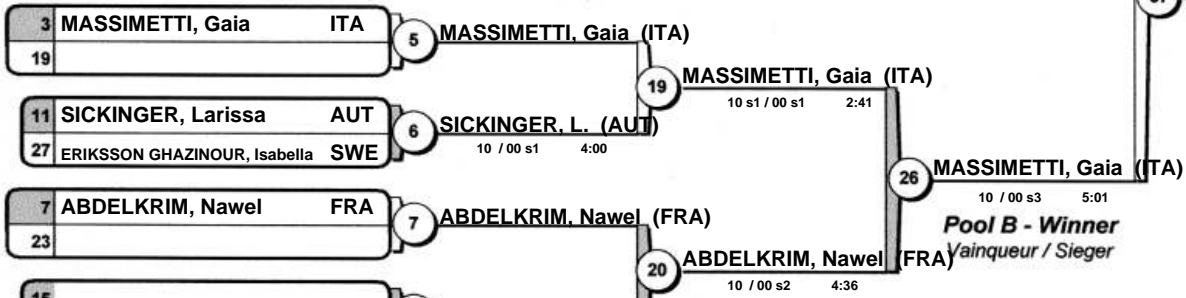 3 MASSIMETTI, Gaia ITA
19
5
MASSIMETTI, Gaia (ITA)
11 SICKINGER, Larissa AUT
27 ERIKSSON GHAZINOUR, Isabella SWE
6
SICKINGER, L. (AUT)
10 / 00 s1 4:00
19
MASSIMETTI, Gaia (ITA)
10 s1 / 00 s1 2:41
7 ABDELKRIM, Nawel FRA
23
7
ABDELKRIM, Nawel (FRA)
20
ABDELKRIM, Nawel (FRA)
10 / 00 s2 4:36
26
MASSIMETTI, Gaia (ITA)
10 / 00 s3 5:01
Pool B - Winner
Vainqueur / Sieger
15